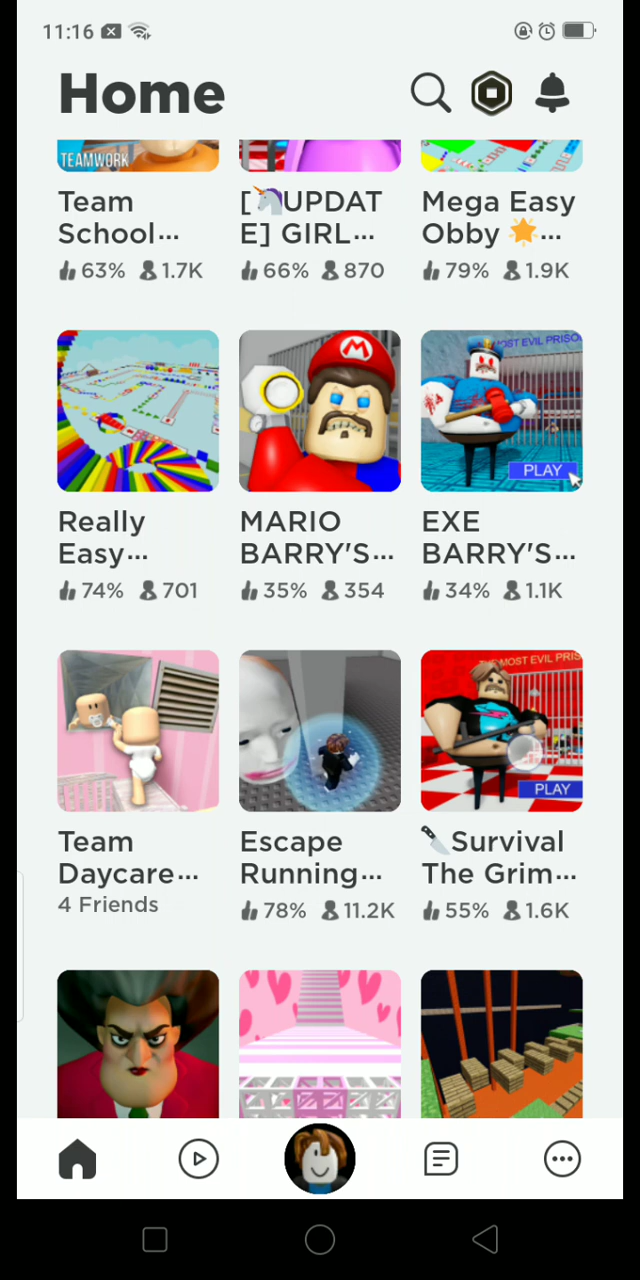 11:16
Home
TEAMWORK
Team
School...
63% 1.7K
[🦄UPDAT
E] GIRL...
66% 870
Mega Easy
Obby 🌟...
79% 1.9K
Really
Easy...
74% 701
M
MARIO
BARRY'S...
35% 354
MOST EVIL PRISO
PLAY
EXE
BARRY'S...
34% 1.1K
Team
Daycare...
4 Friends
Escape
Running...
78% 11.2K
THE MOST EVIL PRIS
PLAY
🔪Survival
The Grim...
55% 1.6K